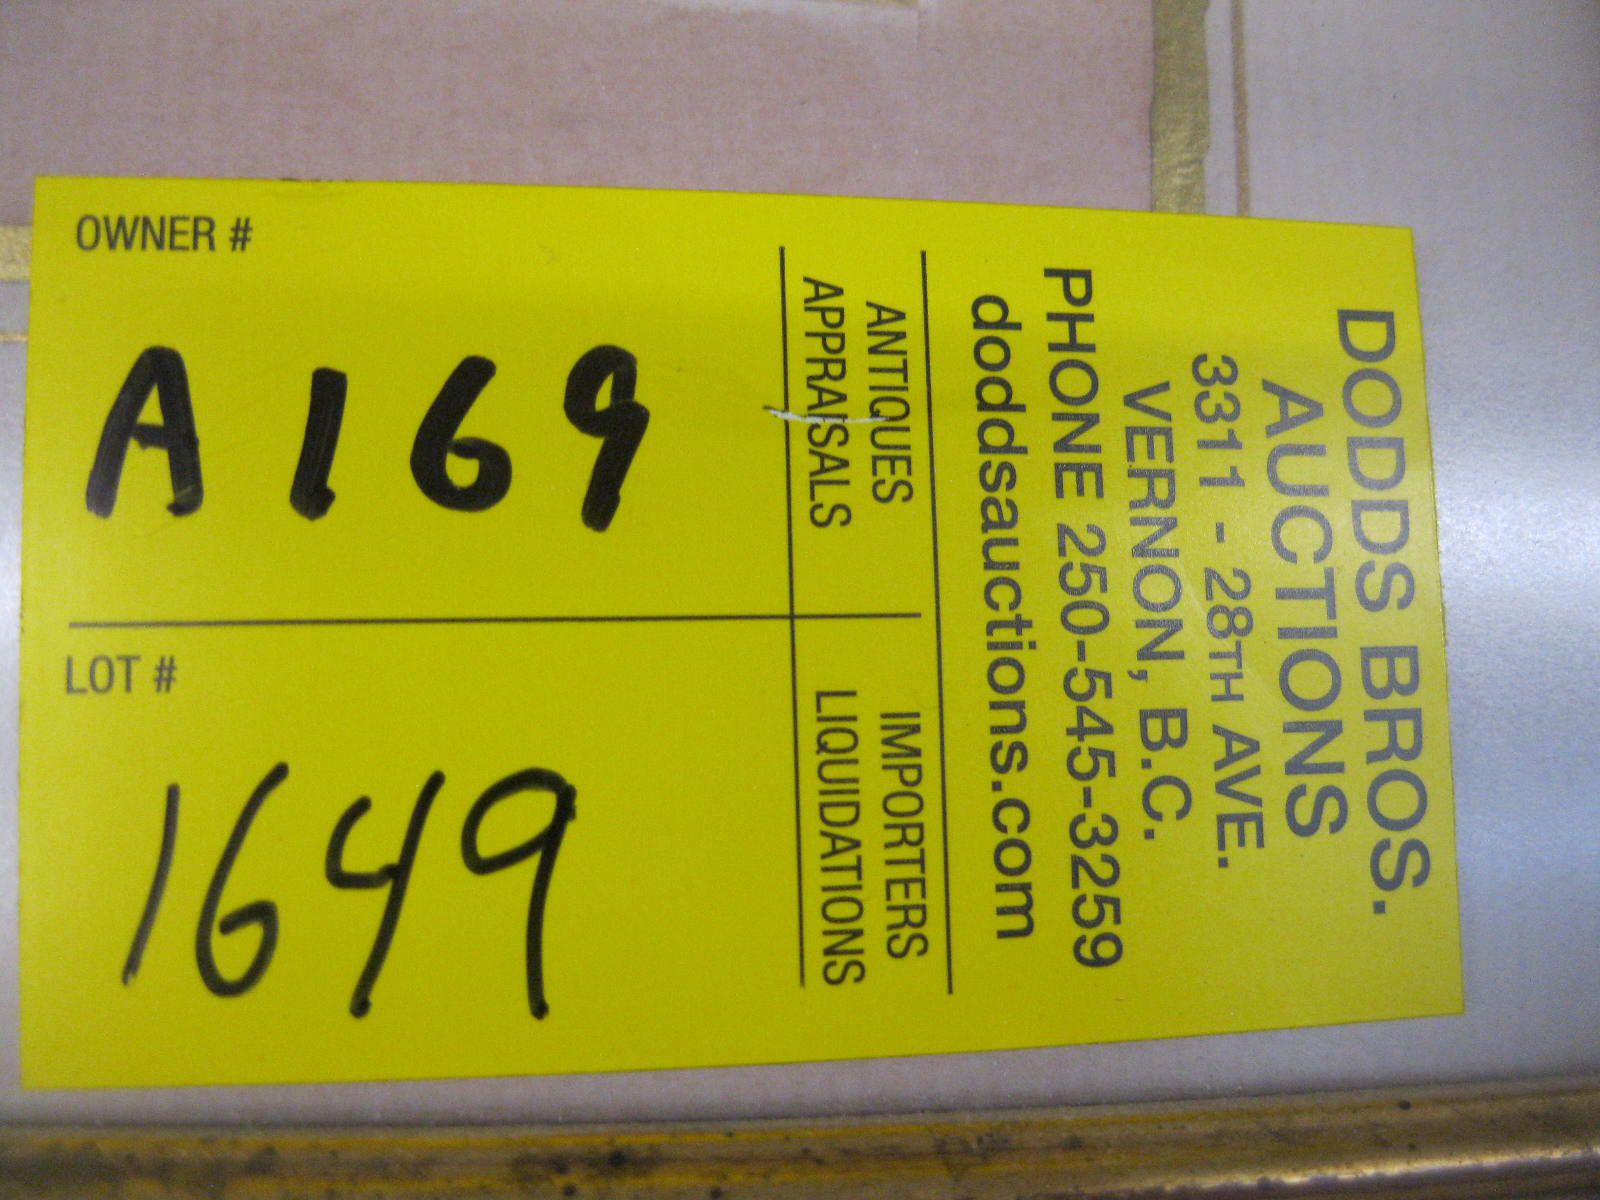 OWNER #
A 169
LOT #
1649
DODDS BROS.
AUCTIONS
3311 - 28TH AVE.
VERNON, B.C.
PHONE 250-545-3259
doddsauctions.com
ANTIQUES
APPRAISALS
IMPORTERS
LIQUIDATIONS